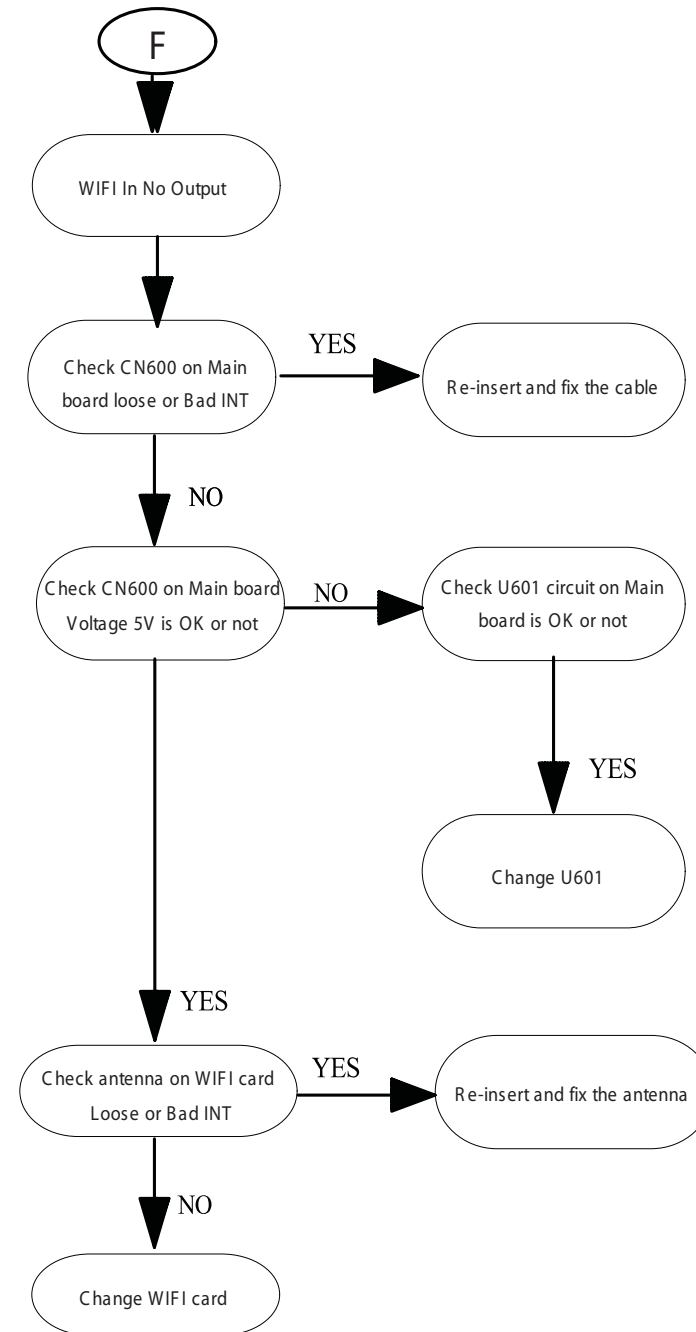 F
WIFI In No Output
Check CN600 on Main
board loose or Bad INT
YES
Re-insert and fix the cable
NO
Check CN600 on Main board
Voltage 5V is OK or not
NO
Check U601 circuit on Main
board is OK or not
YES
Change U601
YES
Check antenna on WIFI card
Loose or Bad INT
YES
Re-insert and fix the antenna
NO
Change WIFI card